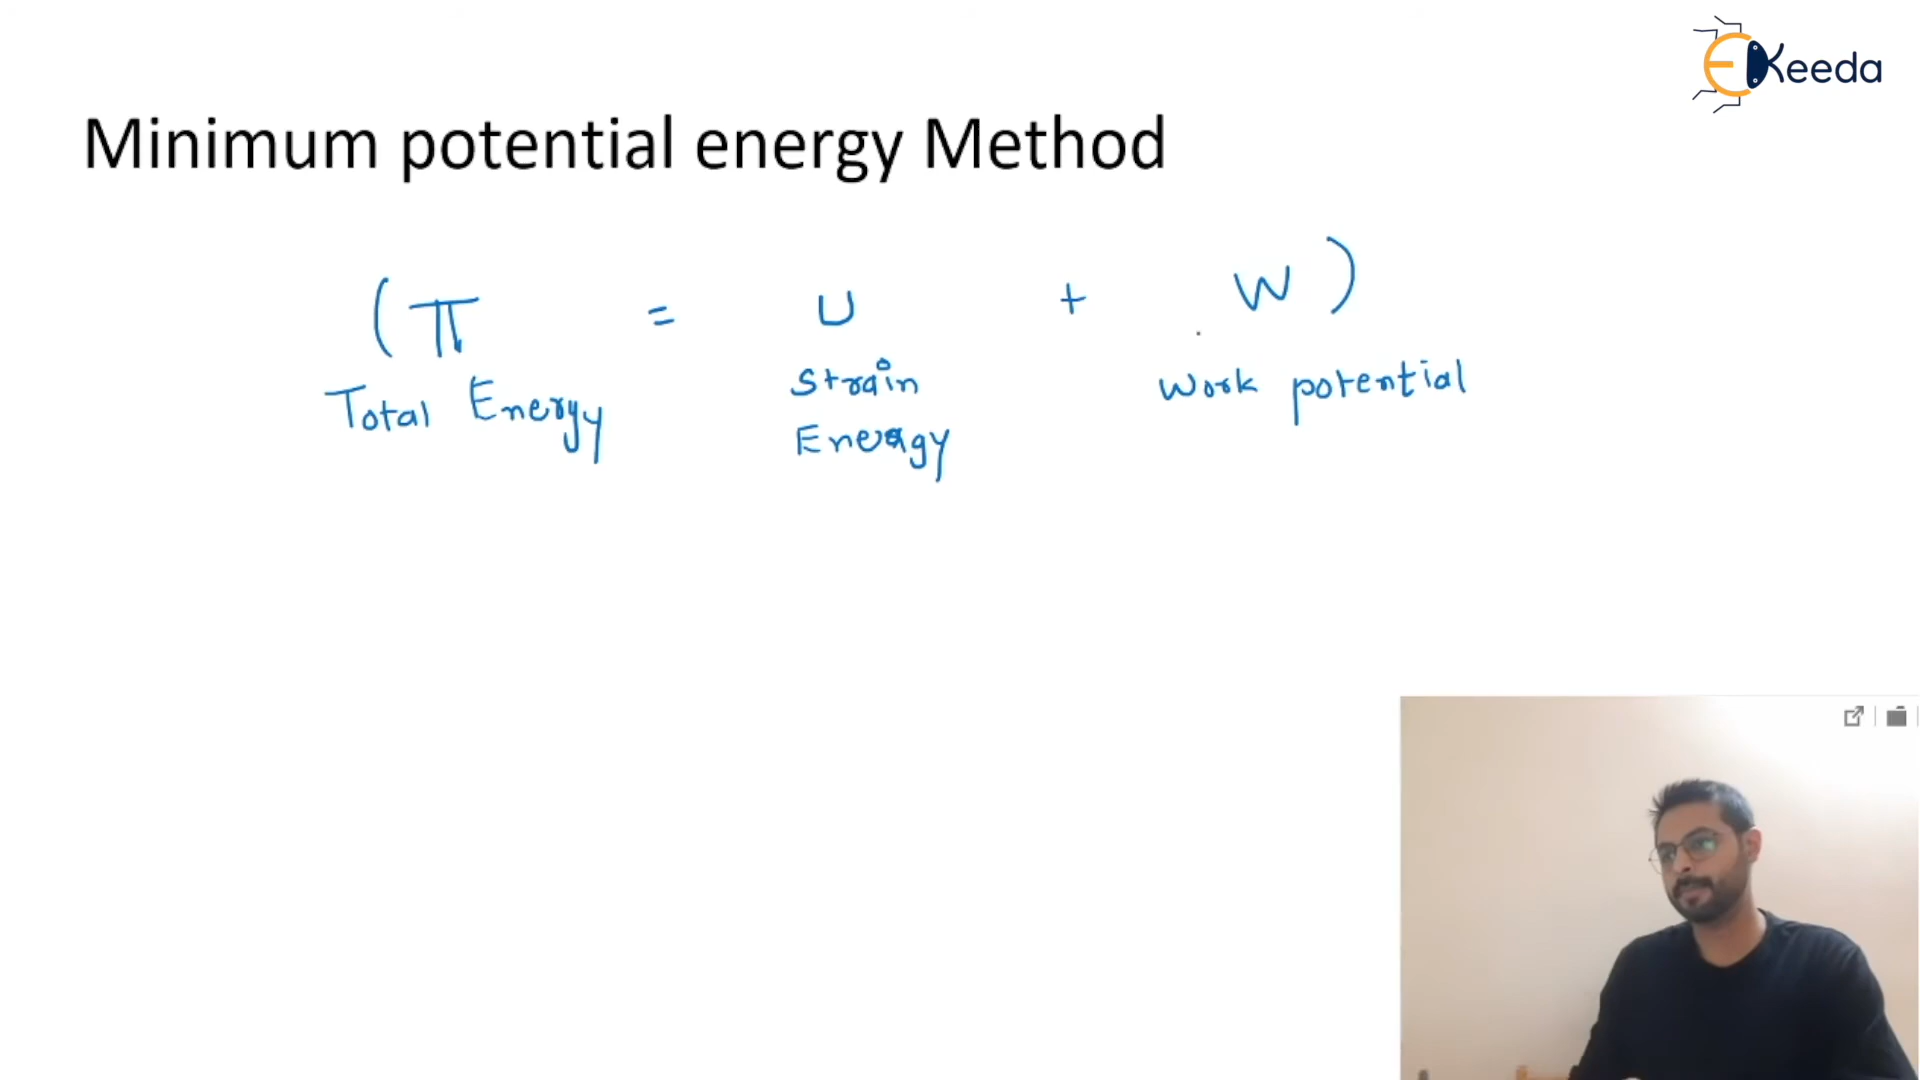 EKeeda
Minimum potential energy Method
(π = U + W)
Total Energy
Strain
Energy
Work potential